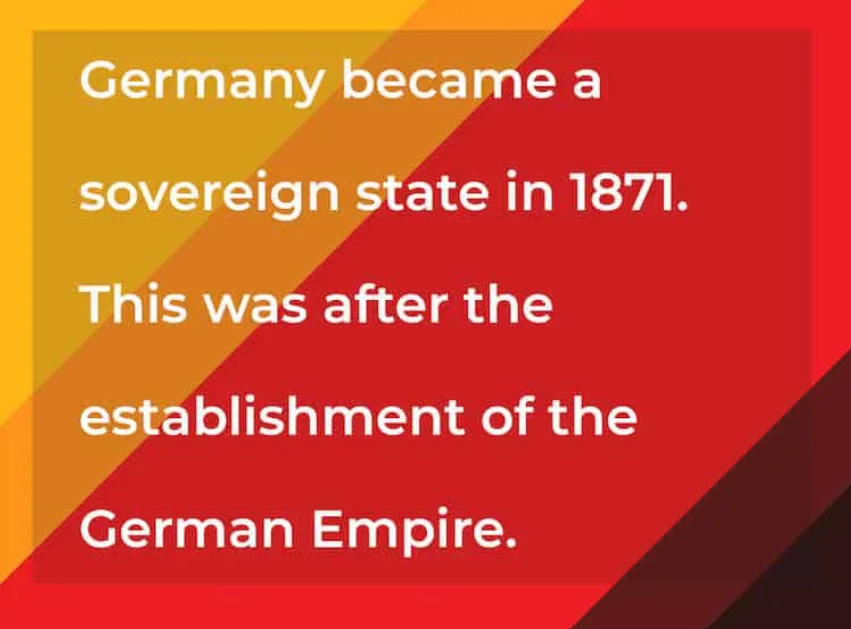 Germany became a
sovereign state in 1871.
This was after the
establishment of the
German Empire.